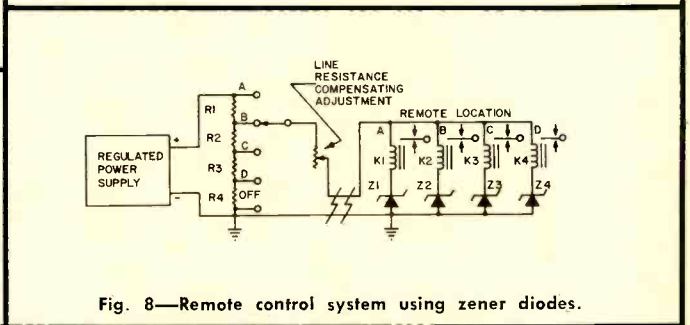 LINE
RESISTANCE
COMPENSATING
ADJUSTMENT
REMOTE LOCATION
A
B
C
D
OFF
R1
R2
R3
R4
REGULATED
POWER
SUPPLY
+
-
A
B
C
D
K1
K2
K3
K4
Z1
Z2
Z3
Z4
Fig. 8—Remote control system using zener diodes.